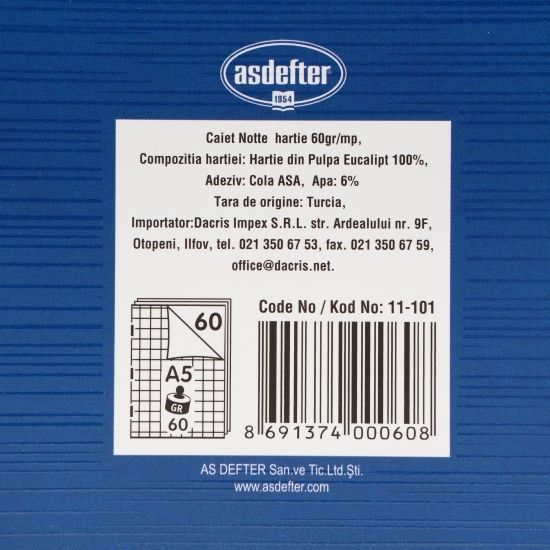 asdefter
1954
Caiet Notte hartie 60gr/mp,
Compozitia hartiei: Hartie din Pulpa Eucalipt 100%,
Adeziv: Cola ASA, Apa: 6%
Tara de origine: Turcia,
Importator:Dacris Impex S.R.L. str. Ardealului nr. 9F,
Otopeni, Ilfov, tel. 021 350 67 53, fax. 021 350 67 59,
office@dacris.net.
60
A5
GR
60
Code No / Kod No: 11-101
8 691374 000608
AS DEFTER San.ve Tic.Ltd.Şti.
www.asdefter.com